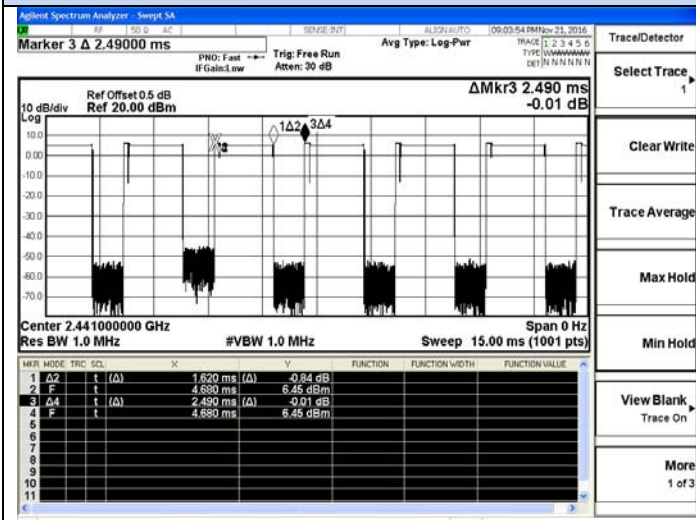 Agilent Spectrum Analyzer - Swept SA
RF 50 Ω AC SENSE:INT ALIGN AUTO 09:03:54 PM Nov 21, 2016
Marker 3 Δ 2.49000 ms
PNO: Fast
IFGain:Low
Trig: Free Run
Atten: 30 dB
Avg Type: Log-Pwr
TRACE 1 2 3 4 5 6
TYPE
DET N N N N N N
Ref Offset 0.5 dB
10 dB/div Ref 20.00 dBm
ΔMkr3 2.490 ms
-0.01 dB
Log
10.0
0.00
-10.0
-20.0
-30.0
-40.0
-50.0
-60.0
-70.0
1Δ2 3Δ4
Center 2.441000000 GHz Span 0 Hz
Res BW 1.0 MHz #VBW 1.0 MHz Sweep 15.00 ms (1001 pts)
MKR MODE TRC SCL X Y FUNCTION FUNCTION WIDTH FUNCTION VALUE
1 Δ2 t (Δ) 1.620 ms (Δ) -0.84 dB
2 F t 4.680 ms 6.45 dBm
3 Δ4 t (Δ) 2.490 ms (Δ) -0.01 dB
4 F t 4.680 ms 6.45 dBm
5
6
7
8
9
10
11
Trace/Detector
Select Trace
1
Clear Write
Trace Average
Max Hold
Min Hold
View Blank
Trace On
More
1 of 3